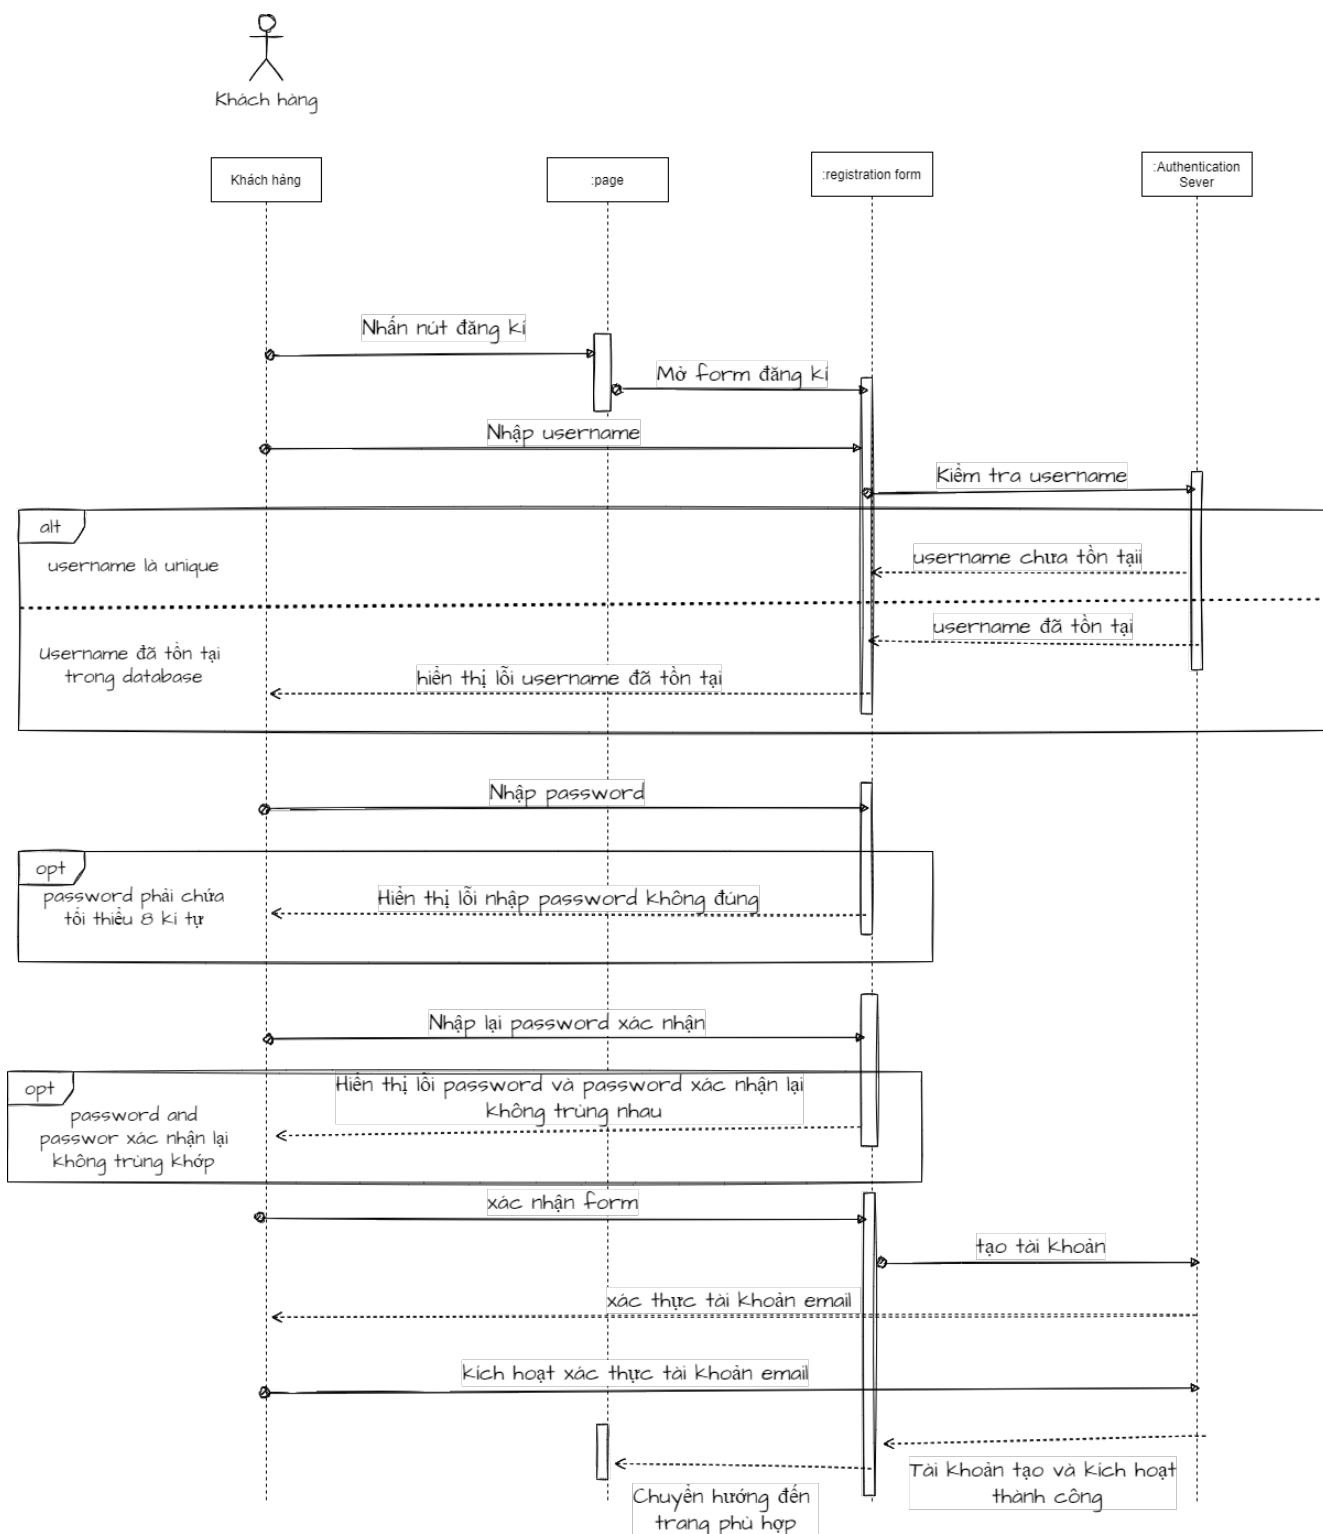 Khách hàng
Khách hàng
:page
:registration form
:Authentication
Sever
Nhấn nút đăng kí
Mở form đăng kí
Nhập username
Kiểm tra username
alt
username là unique
username chưa tồn tạii
username đã tồn tại
Username đã tồn tại
trong database
hiển thị lỗi username đã tồn tại
Nhập password
opt
password phải chứa
tối thiểu 8 kí tự
Hiển thị lỗi nhập password không đúng
Nhập lại password xác nhận
opt
Hiển thị lỗi password và password xác nhận lại
không trùng nhau
password and
passwor xác nhận lại
không trùng khớp
xác nhận form
tạo tài khoản
xác thực tài khoản email
kích hoạt xác thực tài khoản email
Tài khoản tạo và kích hoạt
thành công
Chuyển hướng đến
trang phù hợp